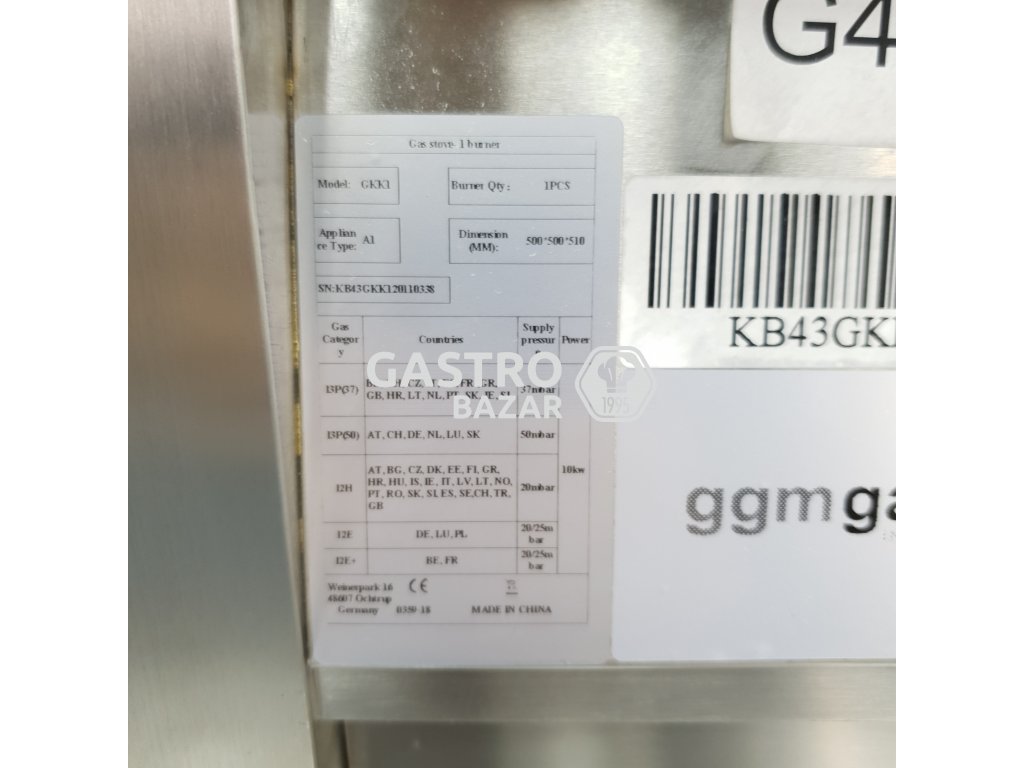 G4
Gas stove- 1 burner
Model: GKK1
Burner Qty: 1PCS
Applian
ce Type: A1
Dimension
(MM): 500*500*510
SN:KB43GKK120110338
KB43GK
Gas
Categor
y
Countries
Supply
pressur
e
Power
I3P(37)
GR,
GB, HR, LT, NL, PT, SK, IE, SI
37mbar
I3P(50)
AT, CH, DE, NL, LU, SK
50mbar
I2H
AT, BG, CZ, DK, EE, FI, GR,
HR, HU, IS, IE, IT, LV, LT, NO,
PT, RO, SK, SI, ES, SE,CH, TR,
GB
20mbar
10kw
I2E
DE, LU, PL
20/25m
bar
I2E+
BE, FR
20/25m
bar
Weinerpark 16
48607 Ochtrup
Germany
CE
0359/18
MADE IN CHINA
ggmga
GASTRO
BAZAR
1995